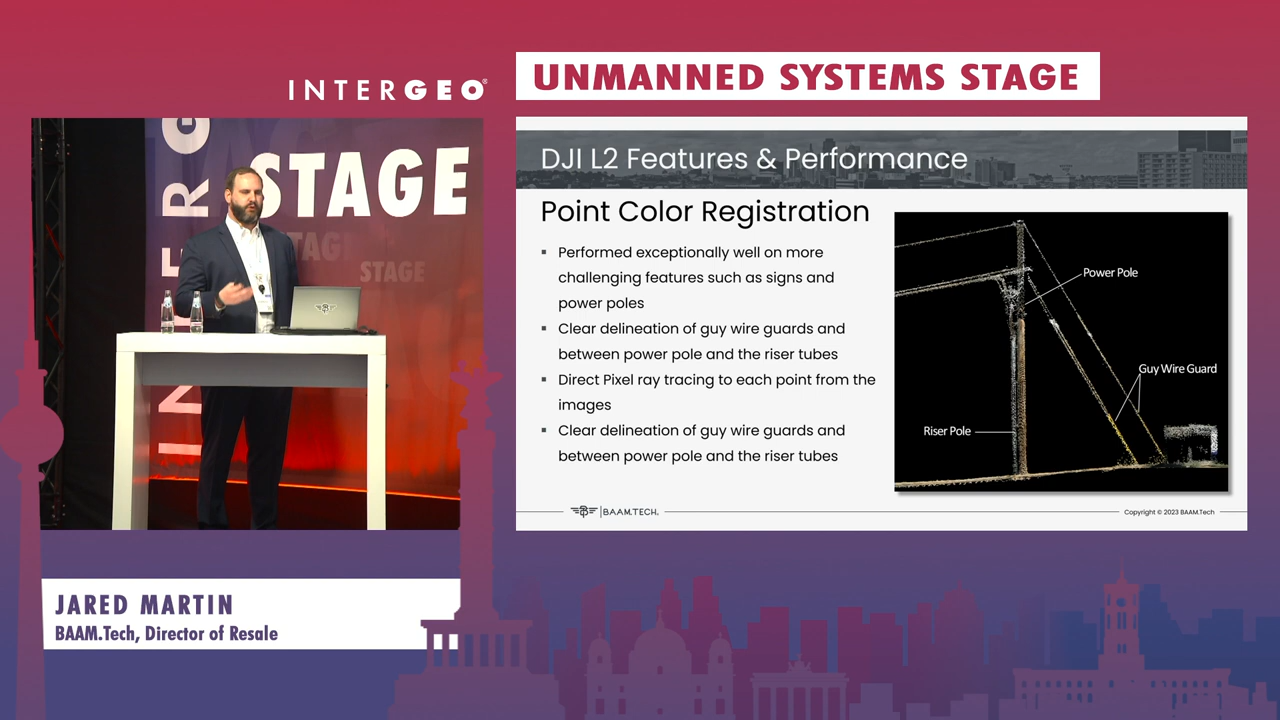 INTERGEO®
UNMANNED SYSTEMS STAGE
INTERG
STAGE
STAG
STAGE
DJI L2 Features & Performance
Point Color Registration
▪ Performed exceptionally well on more
challenging features such as signs and
power poles
▪ Clear delineation of guy wire guards and
between power pole and the riser tubes
▪ Direct Pixel ray tracing to each point from the
images
▪ Clear delineation of guy wire guards and
between power pole and the riser tubes
Power Pole
Guy Wire Guard
Riser Pole
BAAM.TECH.
Copyright © 2023 BAAM.Tech
JARED MARTIN
BAAM.Tech, Director of Resale